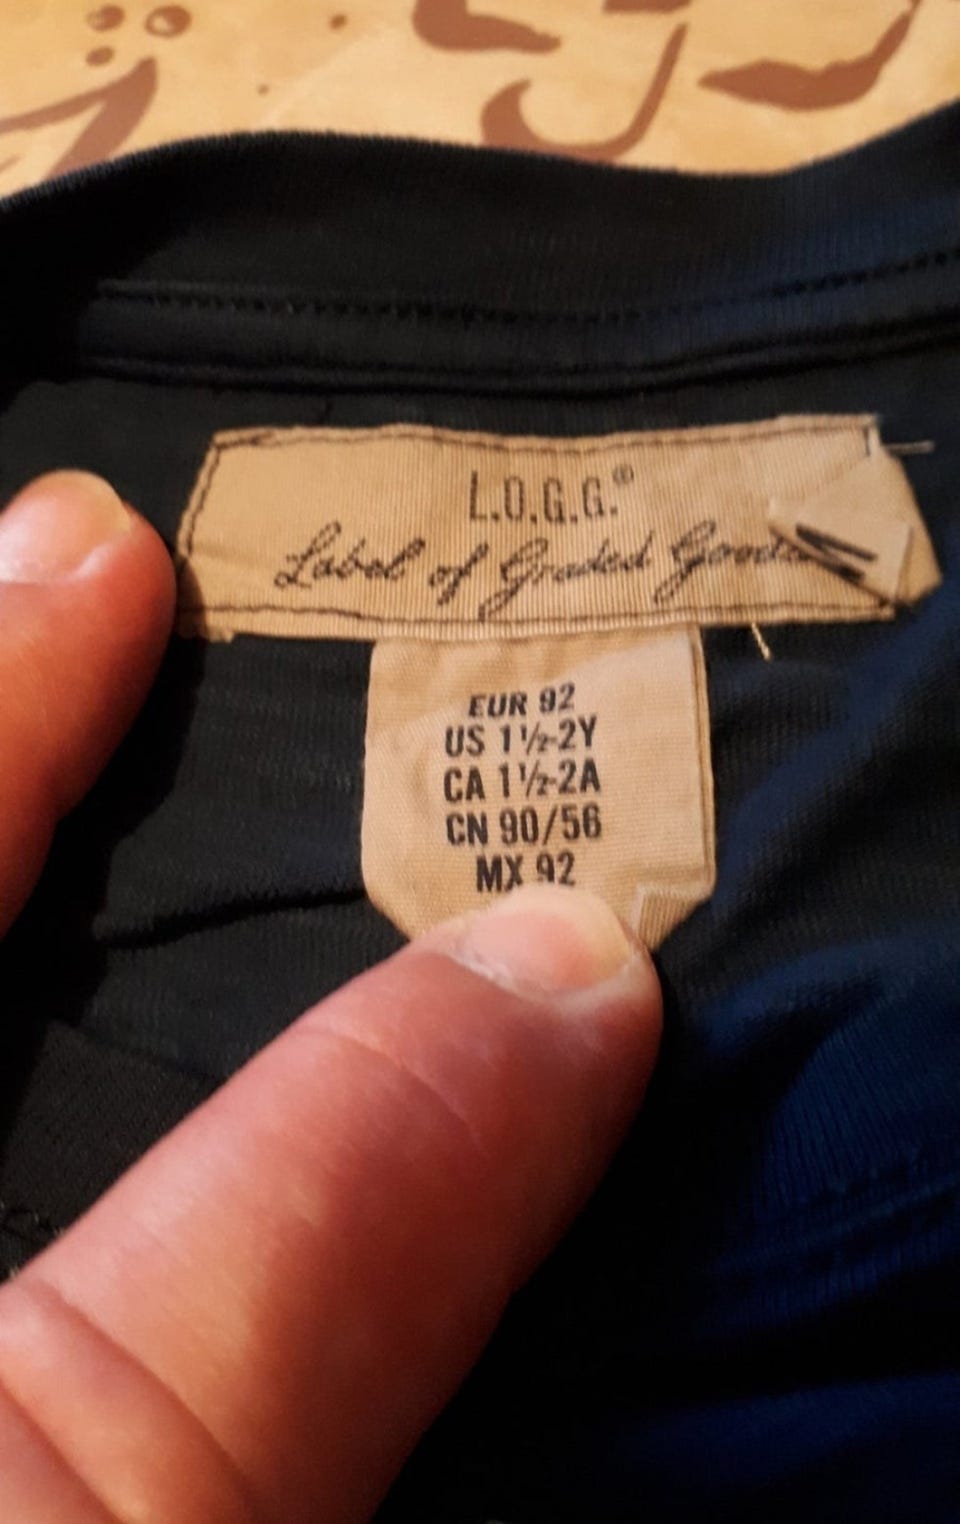 L.O.G.G.®
Label of Graded Goods
EUR 92
US 1½-2Y
CA 1½-2A
CN 90/56
MX 92